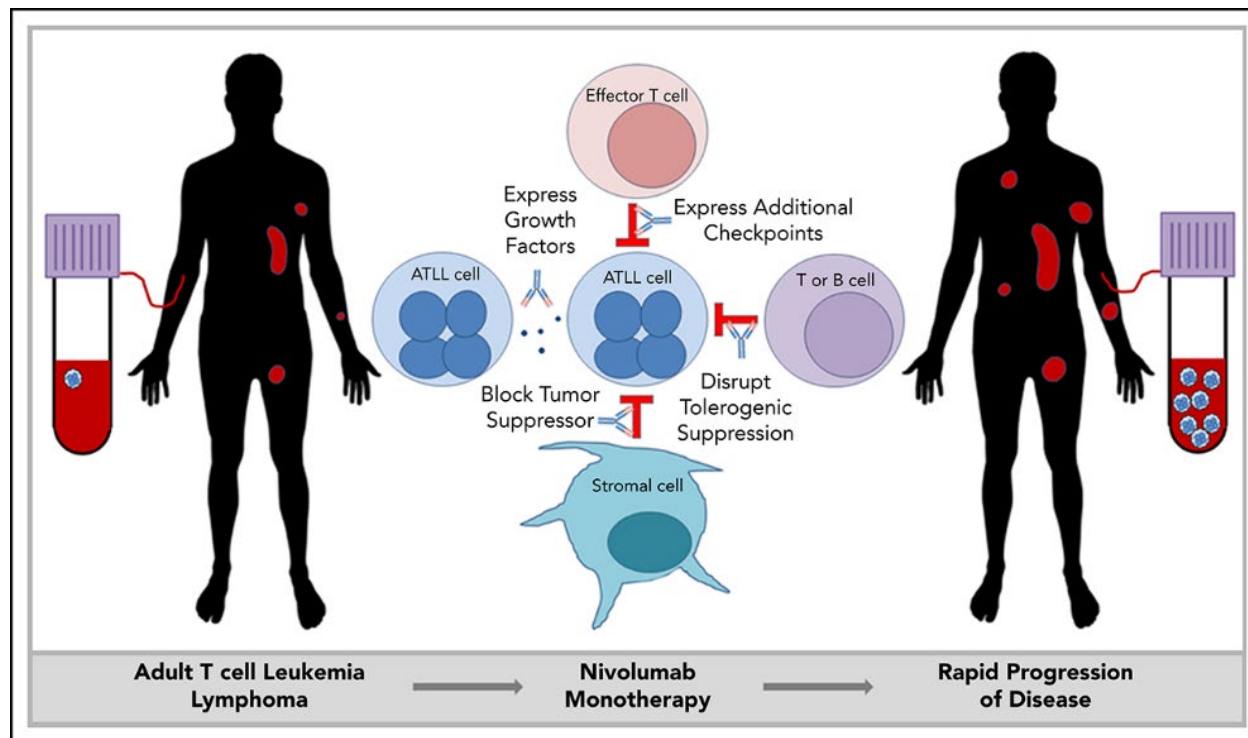 Effector T cell
Express
Growth
Factors
Express Additional
Checkpoints
ATLL cell
ATLL cell
T or B cell
Block Tumor
Suppressor
Disrupt
Tolerogenic
Suppression
Stromal cell
Adult T cell Leukemia
Lymphoma
Nivolumab
Monotherapy
Rapid Progression
of Disease